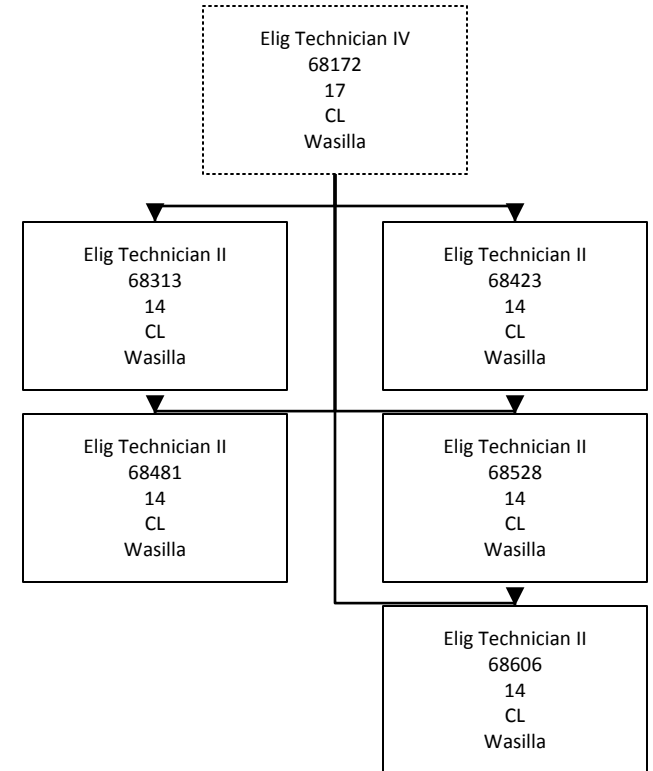 Elig Technician IV
68172
17
CL
Wasilla
Elig Technician II
68313
14
CL
Wasilla
Elig Technician II
68423
14
CL
Wasilla
Elig Technician II
68481
14
CL
Wasilla
Elig Technician II
68528
14
CL
Wasilla
Elig Technician II
68606
14
CL
Wasilla